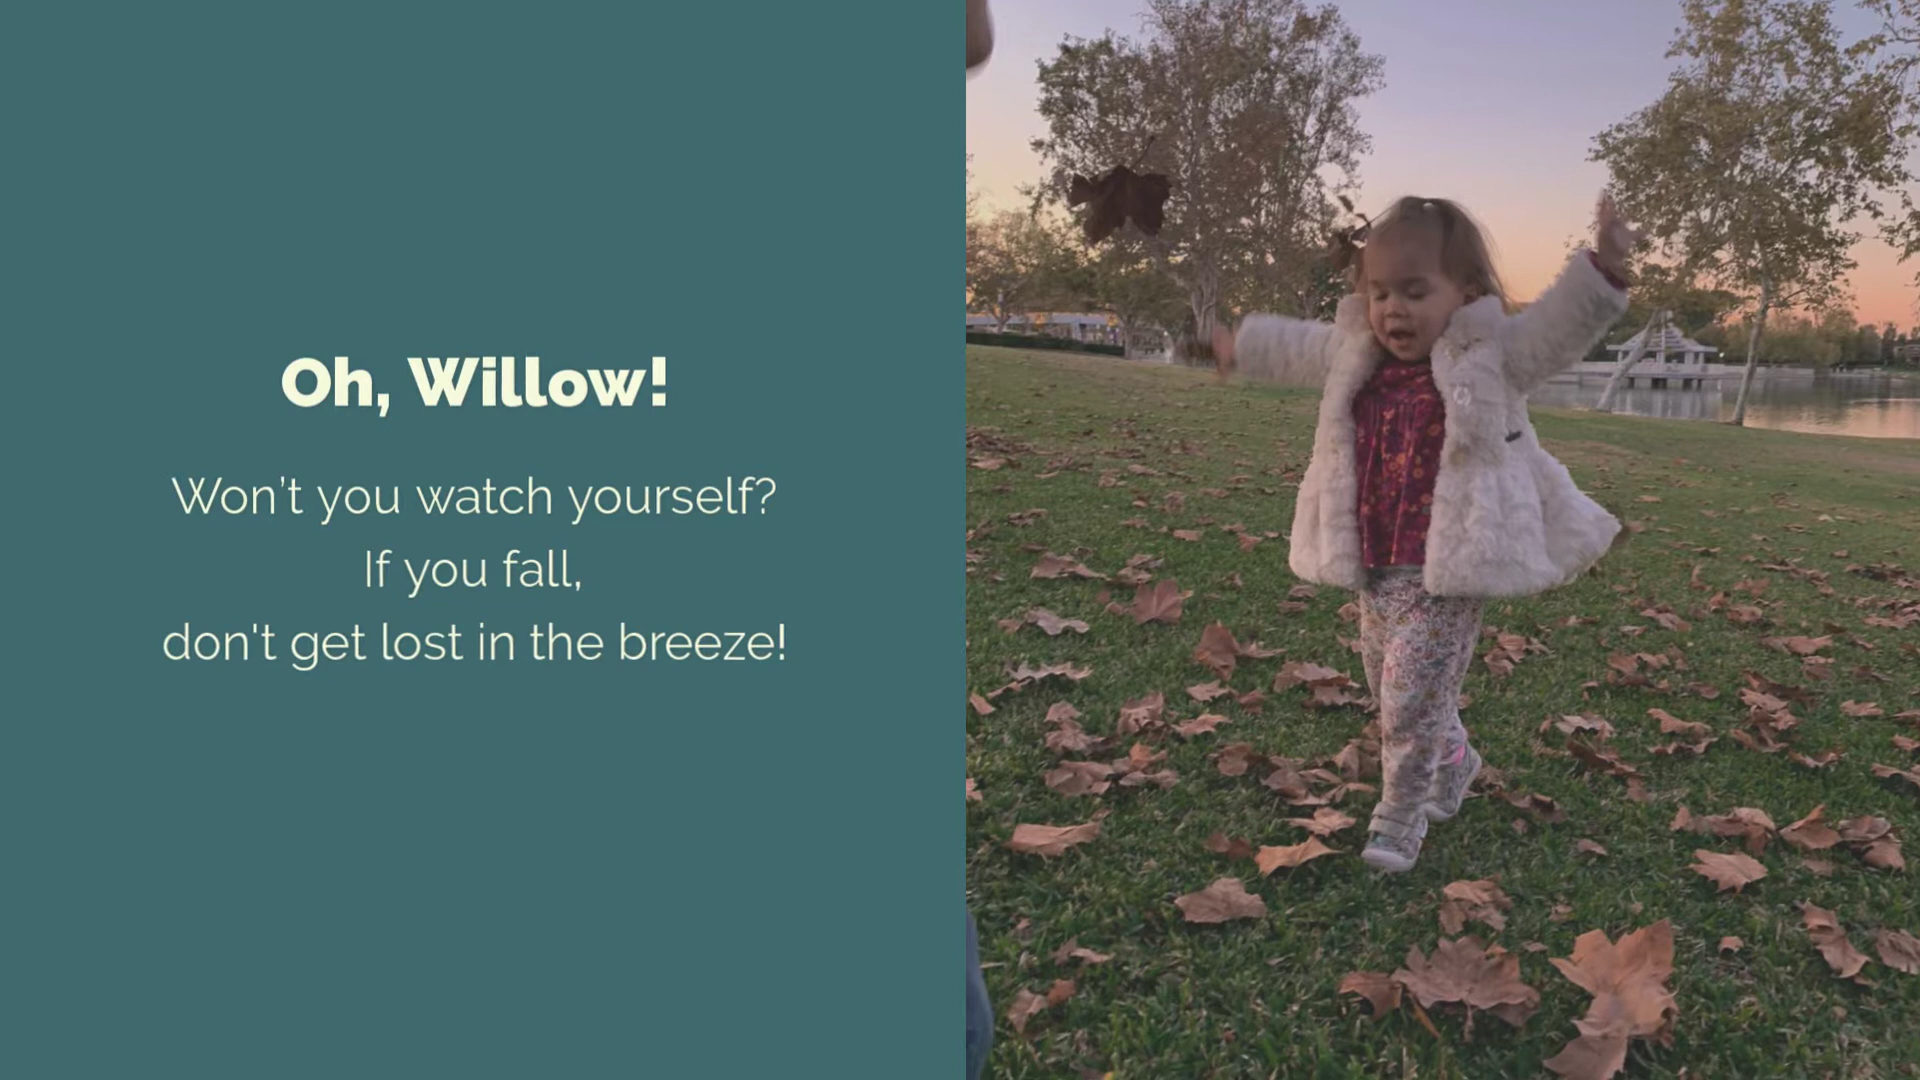 Oh, Willow!
Won’t you watch yourself?
If you fall,
don't get lost in the breeze!